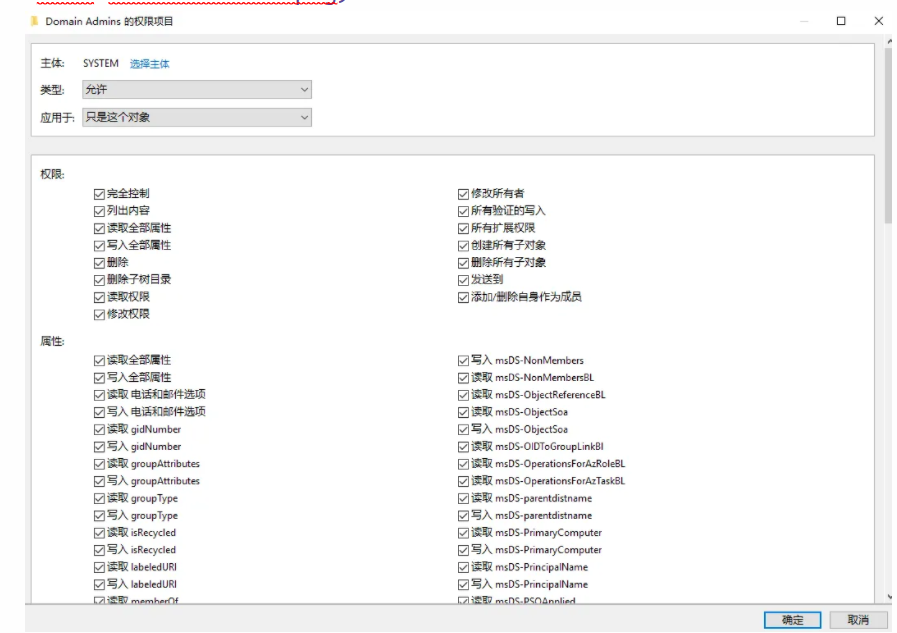 Domain Admins 的权限项目
主体: SYSTEM 选择主体
类型: 允许
应用于: 只是这个对象
权限:
完全控制 修改所有者
列出内容 所有验证的写入
读取全部属性 所有扩展权限
写入全部属性 创建所有子对象
删除 删除所有子对象
删除子树目录 发送到
读取权限 添加/删除自身作为成员
修改权限
属性:
读取全部属性 写入 msDS-NonMembers
写入全部属性 读取 msDS-NonMembersBL
读取 电话和邮件选项 读取 msDS-ObjectReferenceBL
写入 电话和邮件选项 读取 msDS-ObjectSoa
读取 gidNumber 写入 msDS-ObjectSoa
写入 gidNumber 读取 msDS-OIDToGroupLinkBl
读取 groupAttributes 读取 msDS-OperationsForAzRoleBL
写入 groupAttributes 读取 msDS-OperationsForAzTaskBL
读取 groupType 读取 msDS-parentdistname
写入 groupType 写入 msDS-parentdistname
读取 isRecycled 读取 msDS-PrimaryComputer
写入 isRecycled 写入 msDS-PrimaryComputer
读取 labeledURI 读取 msDS-PrincipalName
写入 labeledURI 写入 msDS-PrincipalName
读取 memberOf 读取 msDS-PSOApplied
确定 取消